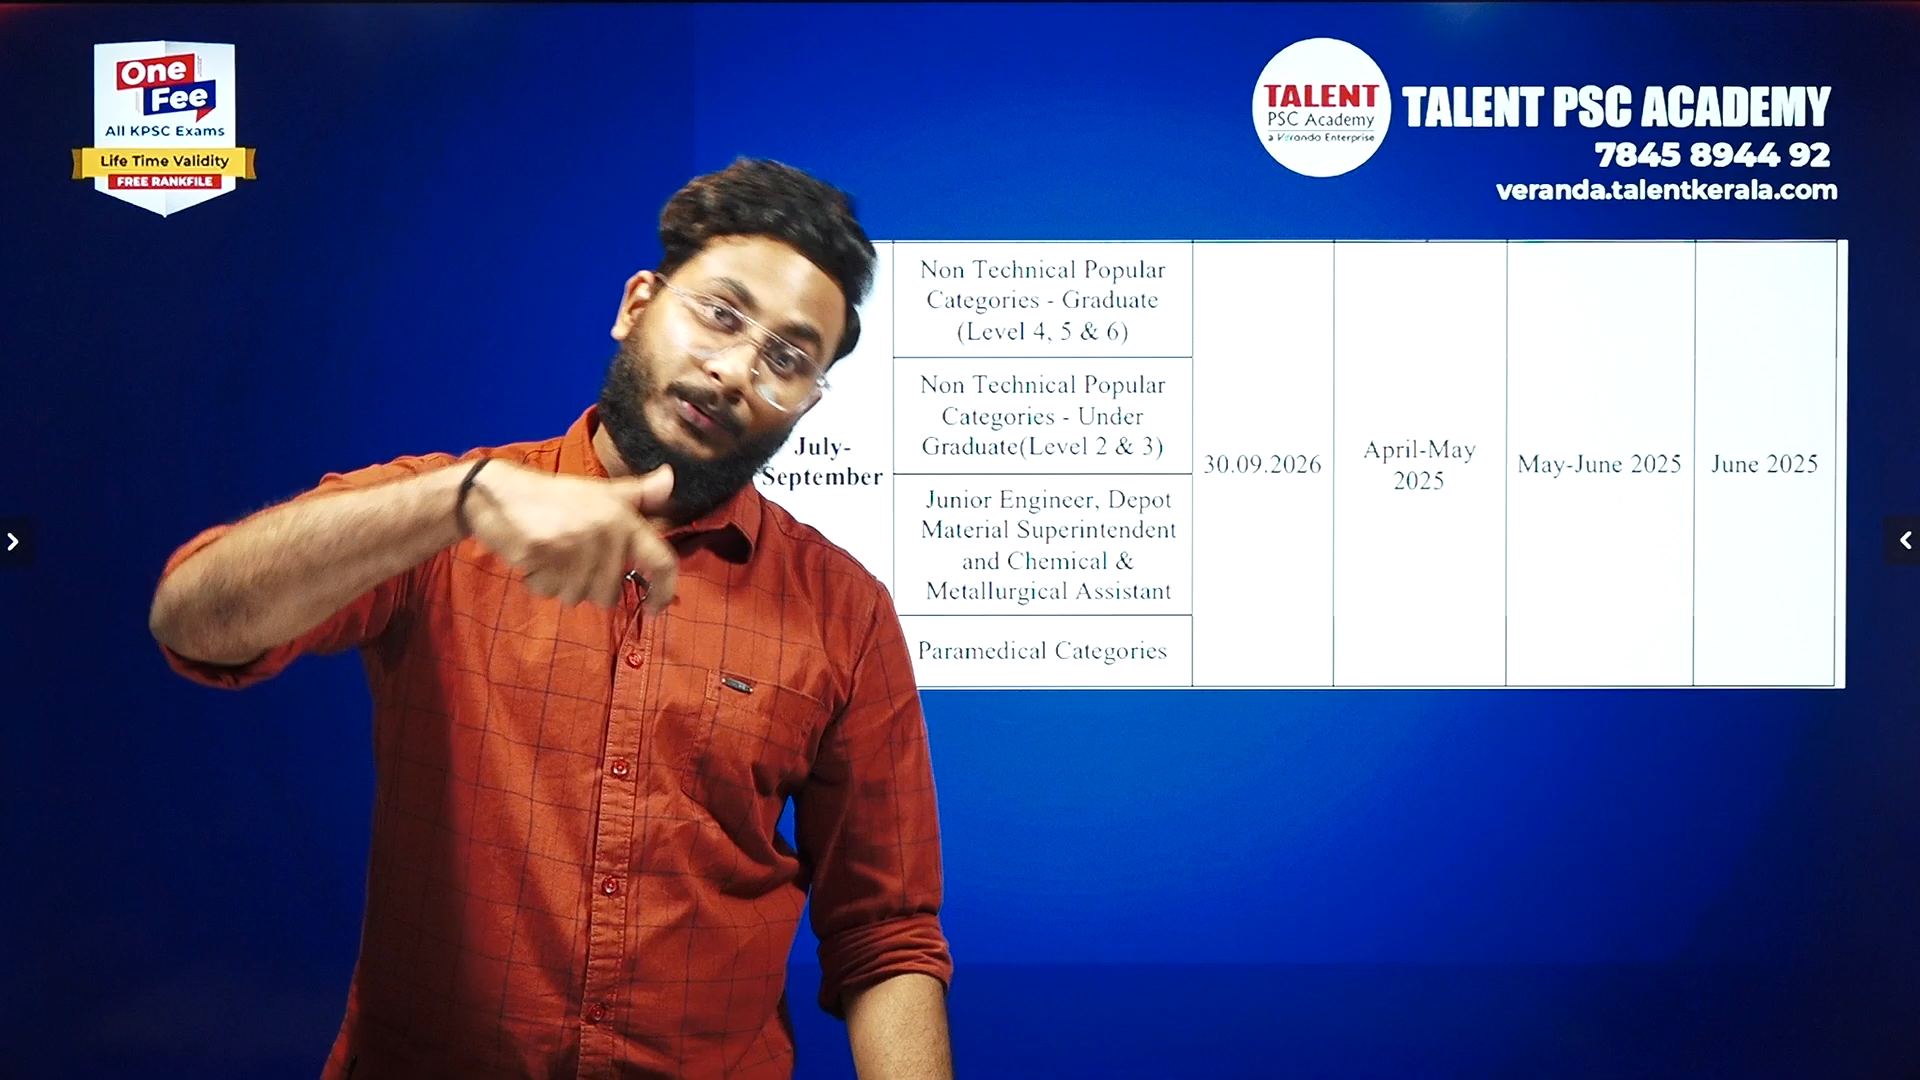 One
Fee
All KPSC Exams
Life Time Validity
FREE RANKFILE
TALENT
PSC Academy
a Veranda Enterprise
TALENT PSC ACADEMY
7845 8944 92
veranda.talentkerala.com
July-
September
Non Technical Popular
Categories - Graduate
(Level 4, 5 & 6)
Non Technical Popular
Categories - Under
Graduate(Level 2 & 3)
Junior Engineer, Depot
Material Superintendent
and Chemical &
Metallurgical Assistant
Paramedical Categories
30.09.2026
April-May
2025
May-June 2025
June 2025